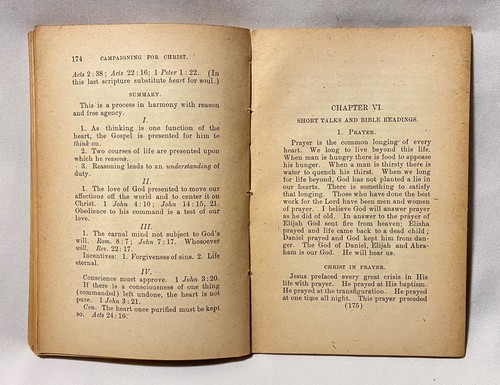 174 CAMPAIGNING FOR CHRIST.
Acts 2:38; Acts 22:16; 1 Peter 1:22. (In
this last scripture substitute heart for soul.)
SUMMARY.
This is a process in harmony with reason
and free agency.
I.
1. As thinking is one function of the
heart, the Gospel is presented for him to
think on.
2. Two courses of life are presented upon
which he reasons.
3. Reasoning leads to an understanding of
duty.
II.
1. The love of God presented to move our
affections off the world and to center it on
Christ. 1 John 4:10; John 14:15, 21.
Obedience to his command is a test of our
love.
III.
1. The carnal mind not subject to God's
will. Rom. 8:7; John 7:17. Whosoever
will. Rev. 22:17.
Incentives: 1. Forgiveness of sins. 2. Life
eternal.
IV.
Conscience must approve. 1 John 3:20.
If there is a consciousness of one thing
(commanded) left undone, the heart is not
pure. 1 John 3:21.
Con. The heart once purified must be kept
so. Acts 24:16.
CHAPTER VI.
SHORT TALKS AND BIBLE READINGS.
1. PRAYER.
Prayer is the common longing of every
heart. We long to live beyond this life.
When man is hungry there is food to appease
his hunger. When a man is thirsty there is
water to quench his thirst. When we long
for life beyond, God has not planted a lie in
our hearts. There is something to satisfy
that longing. Those who have done the best
work for the Lord have been men and women
of prayer. I believe God will answer prayer
as he did of old. In answer to the prayer of
Elijah God sent fire from heaven; Elisha
prayed and life came back to a dead child;
Daniel prayed and God kept him from dan-
ger. The God of Daniel, Elijah and Abra-
ham is our God. He will hear us.
CHRIST IN PRAYER.
Jesus prefaced every great crisis in His
life with prayer. He prayed at His baptism.
He prayed at the transfiguration. He prayed
at one time all night. This prayer preceded
(175)